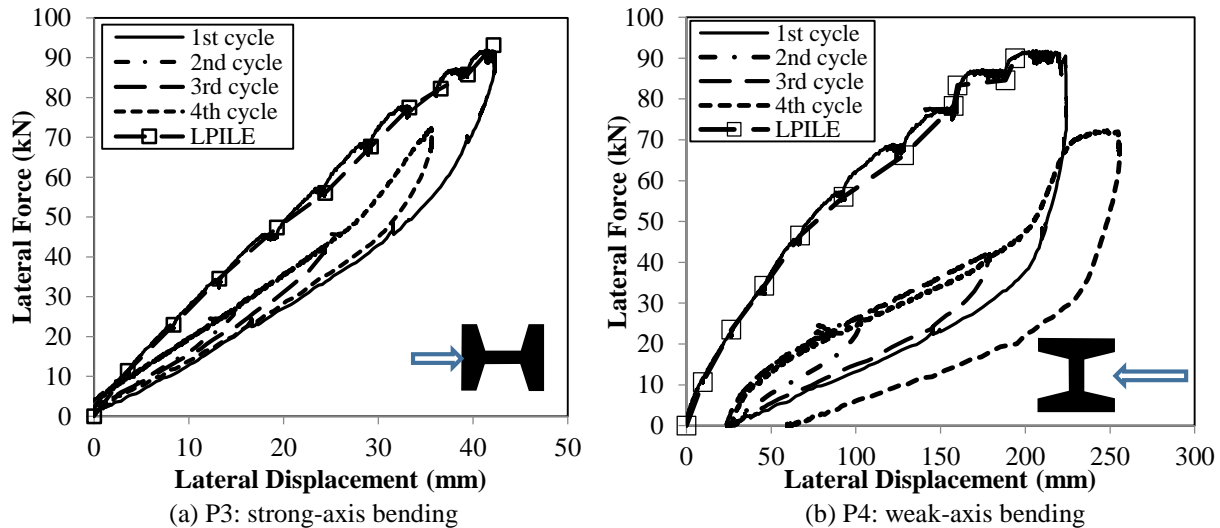 100
90
80
70
60
50
40
30
20
10
0
Lateral Force (kN)
1st cycle
2nd cycle
3rd cycle
4th cycle
LPILE
0 10 20 30 40 50
Lateral Displacement (mm)
(a) P3: strong-axis bending
100
90
80
70
60
50
40
30
20
10
0
Lateral Force (kN)
1st cycle
2nd cycle
3rd cycle
4th cycle
LPILE
0 50 100 150 200 250 300
Lateral Displacement (mm)
(b) P4: weak-axis bending